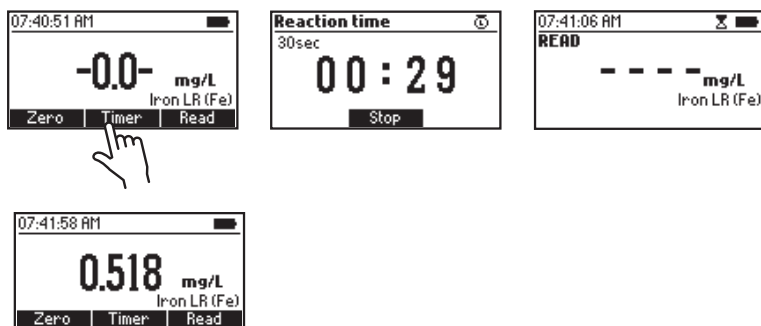 07:40:51 AM
-0.0- mg/L
Iron LR (Fe)
Zero Timer Read
Reaction time
30sec
00:29
Stop
07:41:06 AM
READ
---- mg/L
Iron LR (Fe)
07:41:58 AM
0.518 mg/L
Iron LR (Fe)
Zero Timer Read